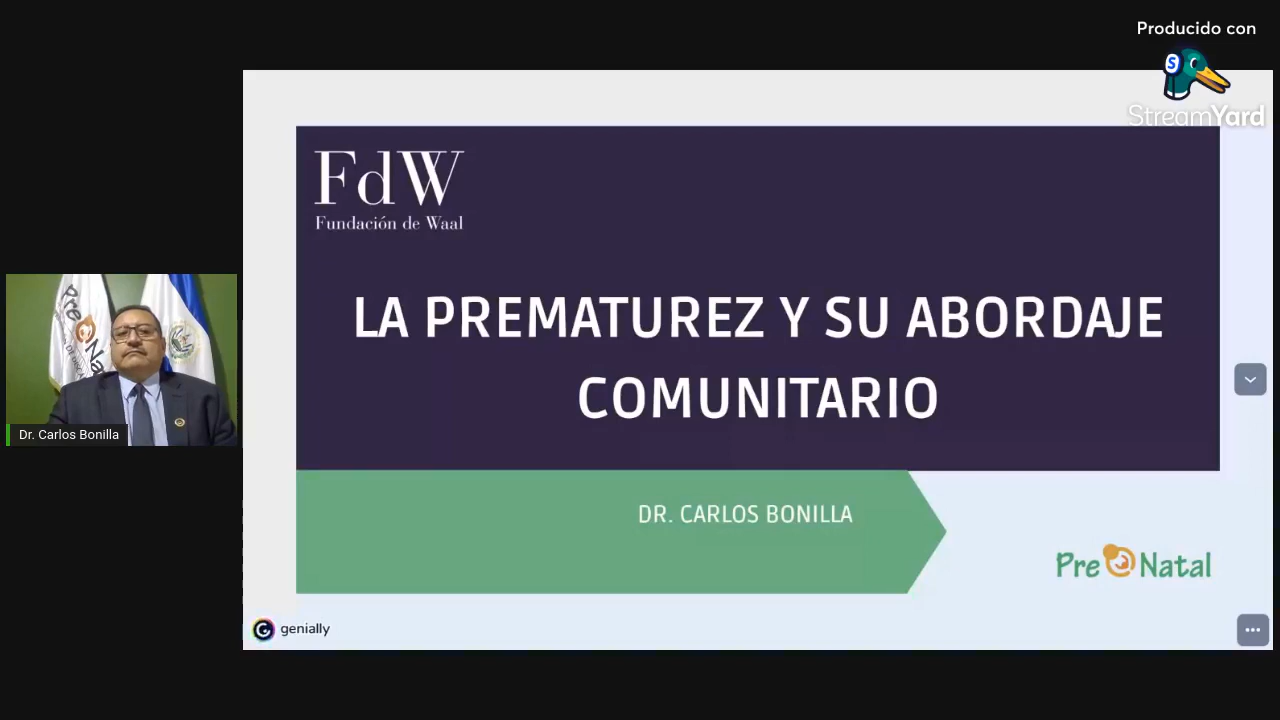 Producido con
S
StreamYard
FdW
Fundación de Waal
LA PREMATUREZ Y SU ABORDAJE
COMUNITARIO
DR. CARLOS BONILLA
Pre Natal
Dr. Carlos Bonilla
genially